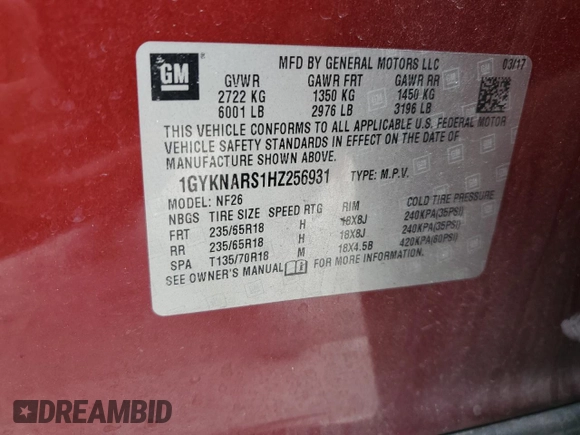 GM
MFD BY GENERAL MOTORS LLC 03/17
GVWR GAWR FRT GAWR RR
2722 KG 1350 KG 1450 KG
6001 LB 2976 LB 3196 LB
THIS VEHICLE CONFORMS TO ALL APPLICABLE U.S. FEDERAL MOTOR
VEHICLE SAFETY STANDARDS IN EFFECT ON THE DATE OF
MANUFACTURE SHOWN ABOVE.
1GYKNARS1HZ256931 TYPE: M.P.V.
MODEL: NF26
NBGS TIRE SIZE SPEED RTG RIM COLD TIRE PRESSURE
FRT 235/65R18 H 18X8J 240KPA(35PSI)
RR 235/65R18 H 18X8J 240KPA(35PSI)
SPA T135/70R18 M 18X4.5B 420KPA(60PSI)
SEE OWNER'S MANUAL FOR MORE INFORMATION.
DREAMBID